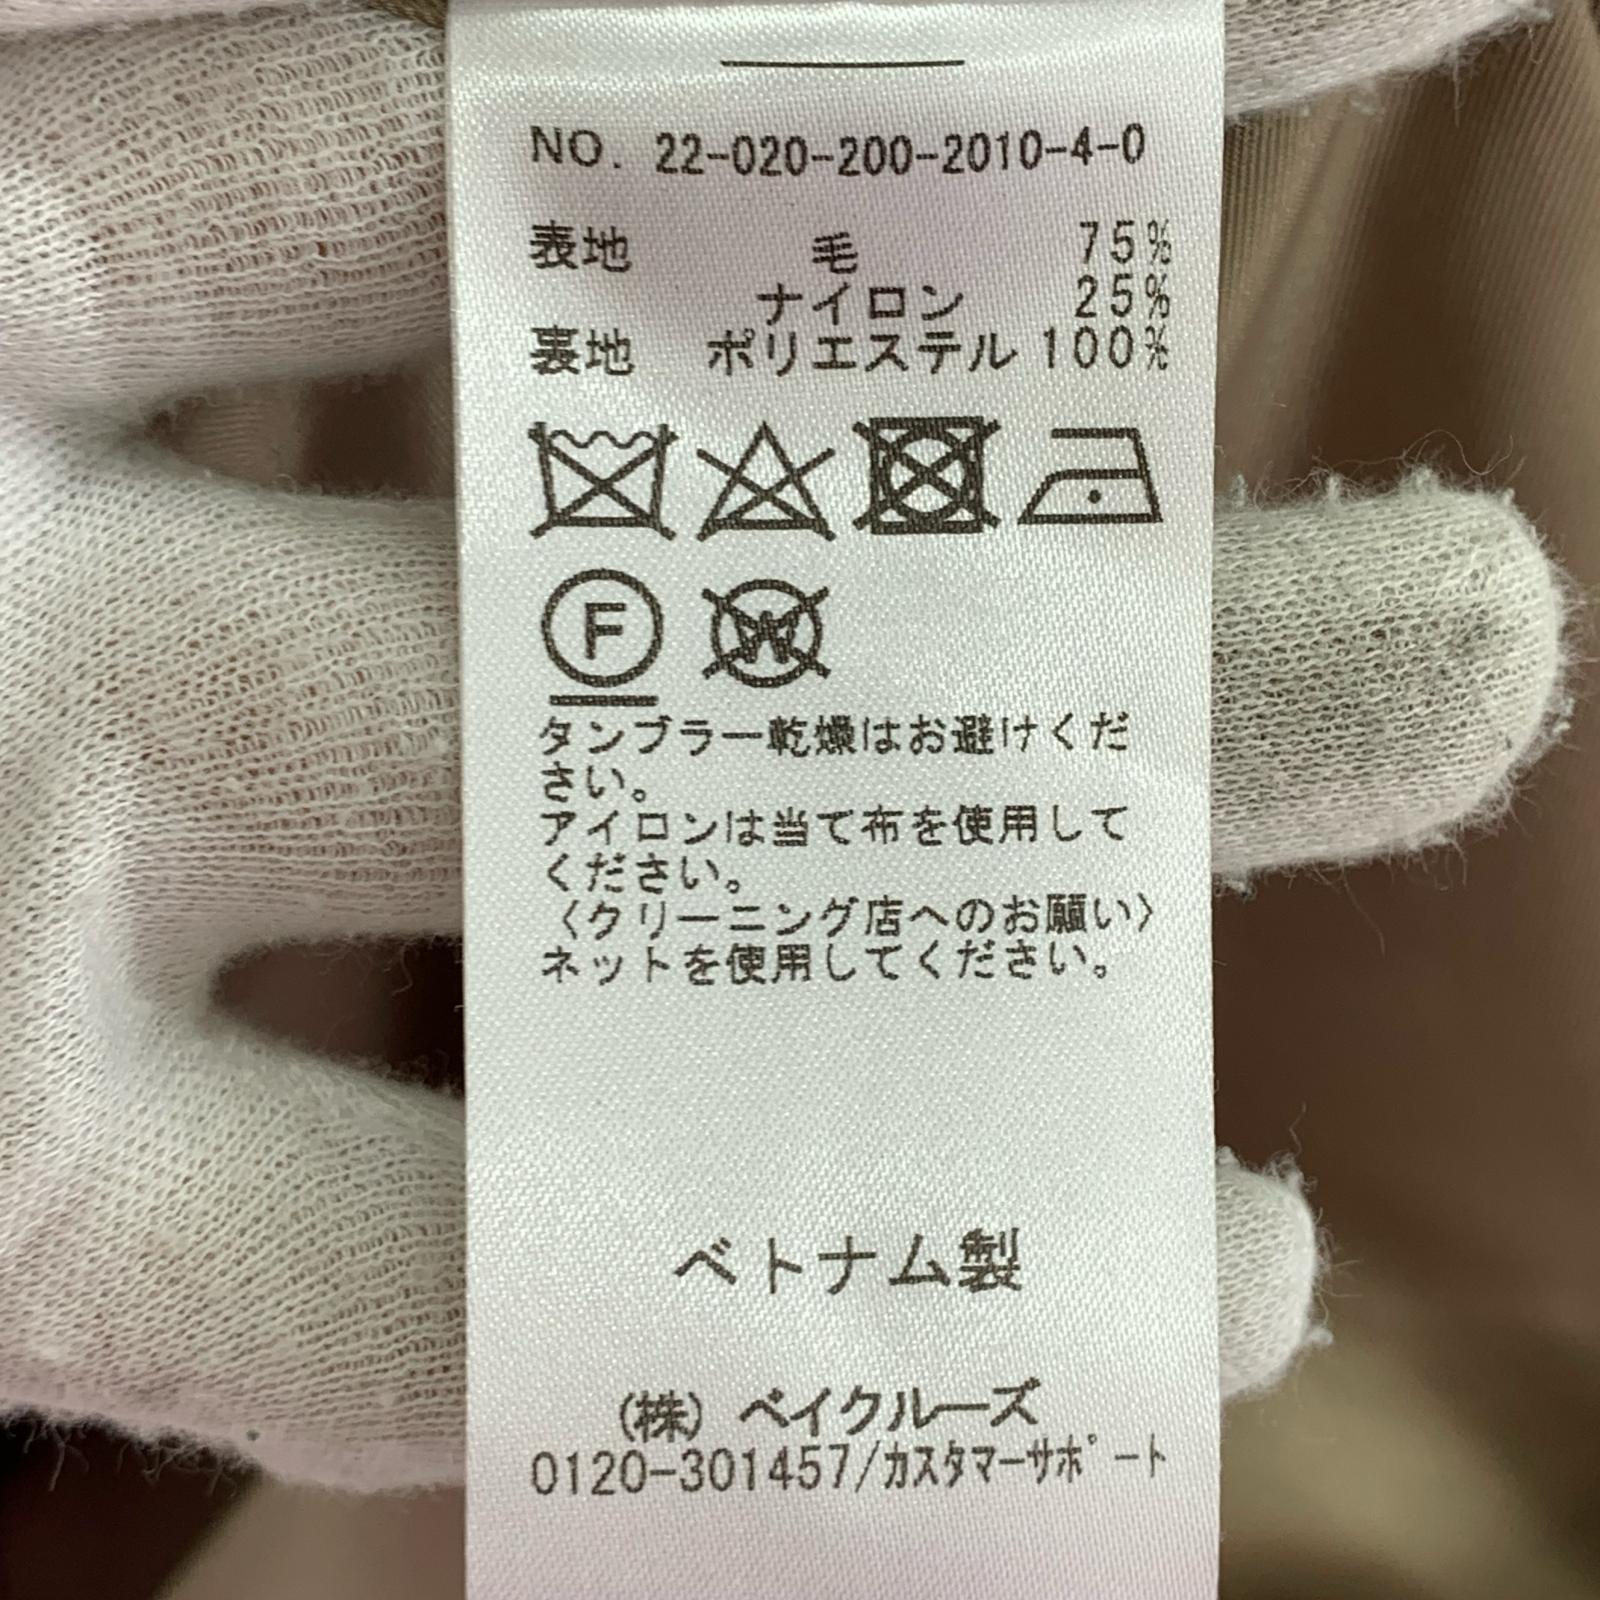 NO. 22-020-200-2010-4-0
表地 毛 75%
ナイロン 25%
裏地 ポリエステル 100%
F W
タンブラー乾燥はお避けくだ
さい。
アイロンは当て布を使用して
ください。
〈クリーニング店へのお願い〉
ネットを使用してください。
ベトナム製
(株) ベイクルーズ
0120-301457/カスタマーサポート